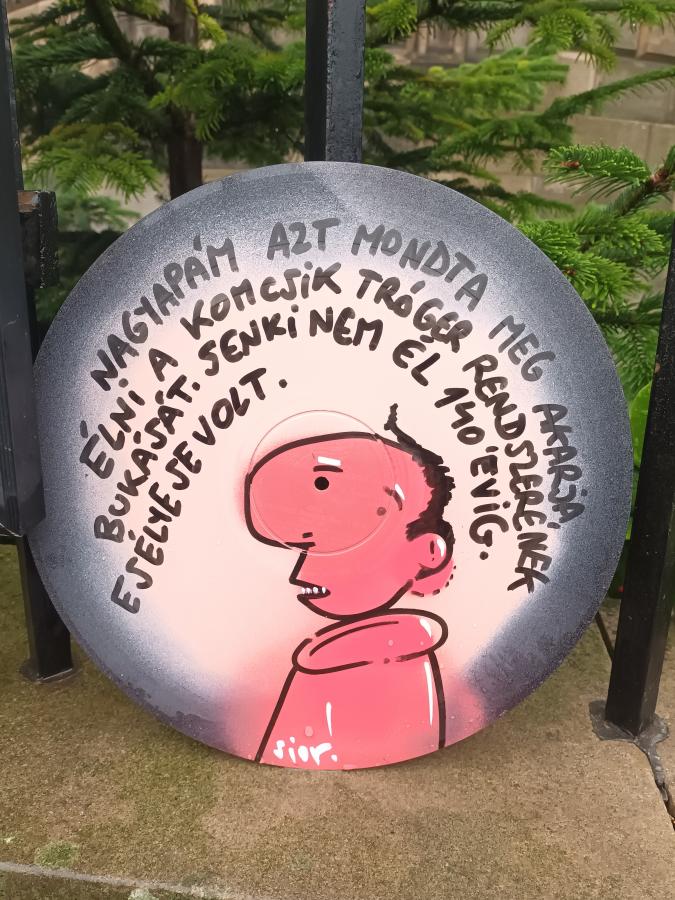 NAGYAPÁM AZT MONDTA MEG AKARJA
ÉLNI A KOMCSIK TRÓGER RENDSZERÉNEK
BUKÁSÁT. SENKI NEM ÉL 140 ÉVIG.
ESÉLYE SE VOLT.
sior.